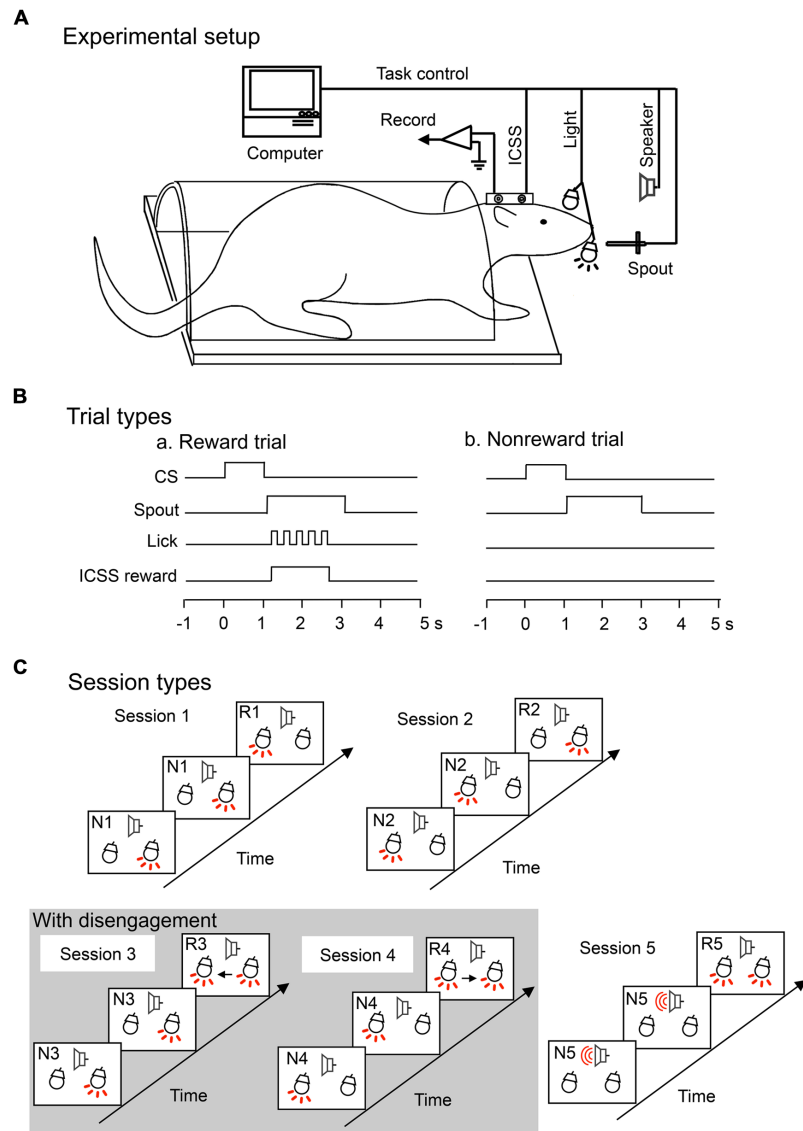 A
Experimental setup
Task control
Record
Computer
ICSS
Light
Speaker
Spout
B
Trial types
a. Reward trial
b. Nonreward trial
CS
Spout
Lick
ICSS reward
-1 0 1 2 3 4 5 s
-1 0 1 2 3 4 5 s
C
Session types
Session 1
R1
N1
N1
Time
Session 2
R2
N2
N2
Time
With disengagement
Session 3
R3
N3
N3
Time
Session 4
R4
N4
N4
Time
Session 5
R5
N5
N5
Time